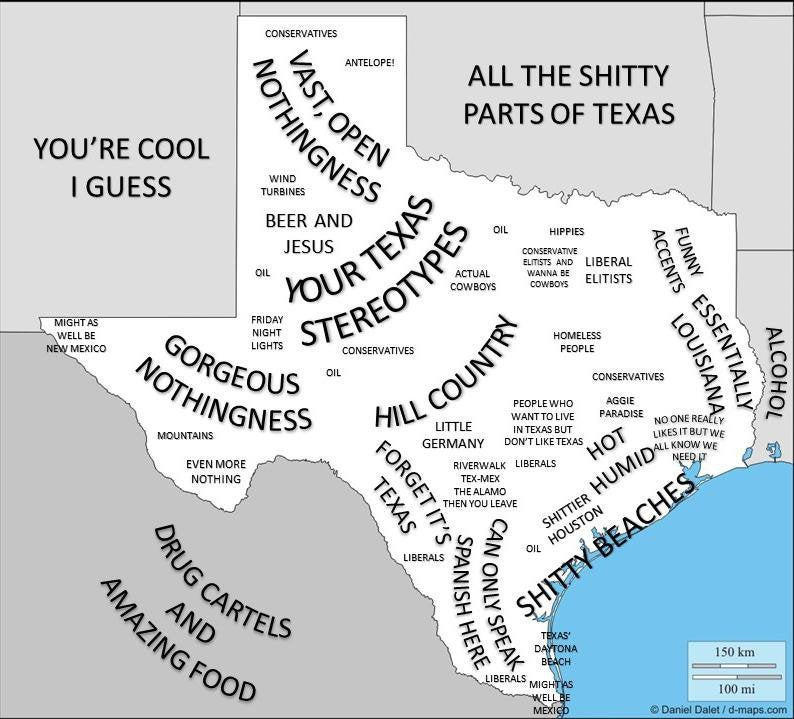 CONSERVATIVES
ANTELOPE!
VAST, OPEN
NOTHINGNESS
ALL THE SHITTY
PARTS OF TEXAS
YOU'RE COOL
I GUESS
WIND
TURBINES
BEER AND
JESUS
OIL
YOUR TEXAS
STEREOTYPES
OIL
HIPPIES
CONSERVATIVE
ELITISTS AND
WANNA BE
COWBOYS
LIBERAL
ELITISTS
ACTUAL
COWBOYS
FUNNY
ACCENTS
ESSENTIALLY
LOUISIANA
ALCOHOL
MIGHT AS
WELL BE
NEW MEXICO
FRIDAY
NIGHT
LIGHTS
CONSERVATIVES
OIL
GORGEOUS
NOTHINGNESS
HILL COUNTRY
HOMELESS
PEOPLE
CONSERVATIVES
AGGIE
PARADISE
PEOPLE WHO
WANT TO LIVE
IN TEXAS BUT
DON'T LIKE TEXAS
NO ONE REALLY
LIKES IT BUT WE
ALL KNOW WE
NEED IT
MOUNTAINS
EVEN MORE
NOTHING
LITTLE
GERMANY
RIVERWALK
TEX-MEX
THE ALAMO
THEN YOU LEAVE
LIBERALS
HOT
HUMID
SHITTIER
HOUSTON
SHITTY BEACHES
FORGET IT'S
TEXAS
LIBERALS
CAN ONLY SPEAK
SPANISH HERE
OIL
DRUG CARTELS
AND
AMAZING FOOD
TEXAS'
DAYTONA
BEACH
LIBERALS
MIGHT AS
WELL BE
MEXICO
150 km
100 mi
© Daniel Dalet / d-maps.com